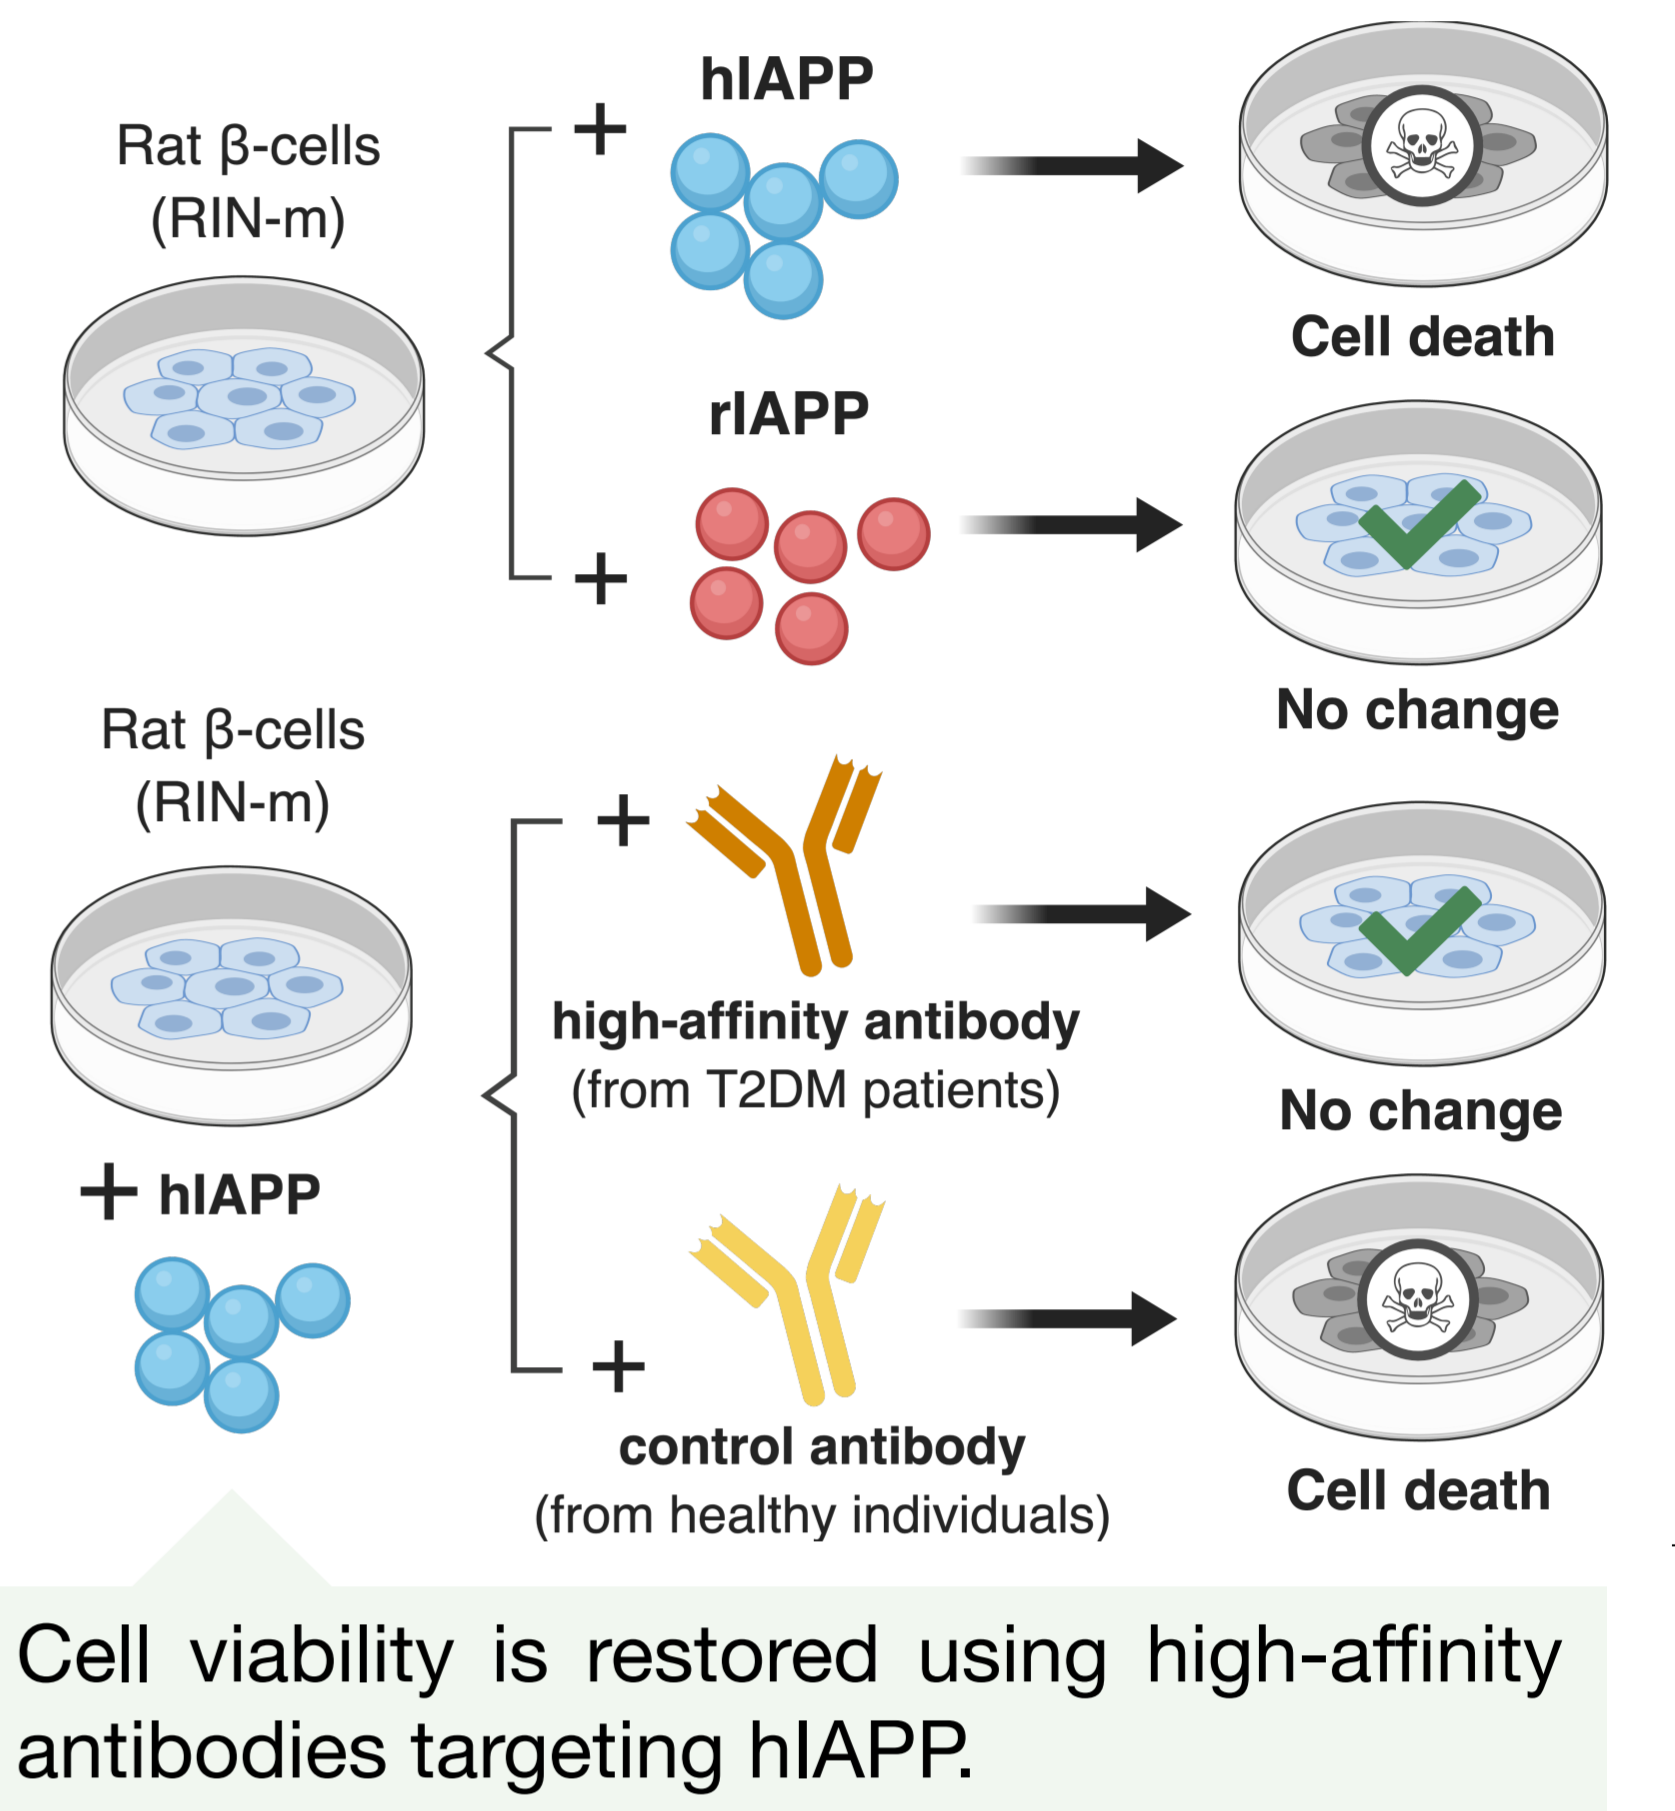 hIAPP
+
Rat β-cells
(RIN-m)
Cell death
rIAPP
+
No change
Rat β-cells
(RIN-m)
+
high-affinity antibody
(from T2DM patients)
No change
+ hIAPP
+
control antibody
(from healthy individuals)
Cell death
Cell viability is restored using high-affinity
antibodies targeting hIAPP.